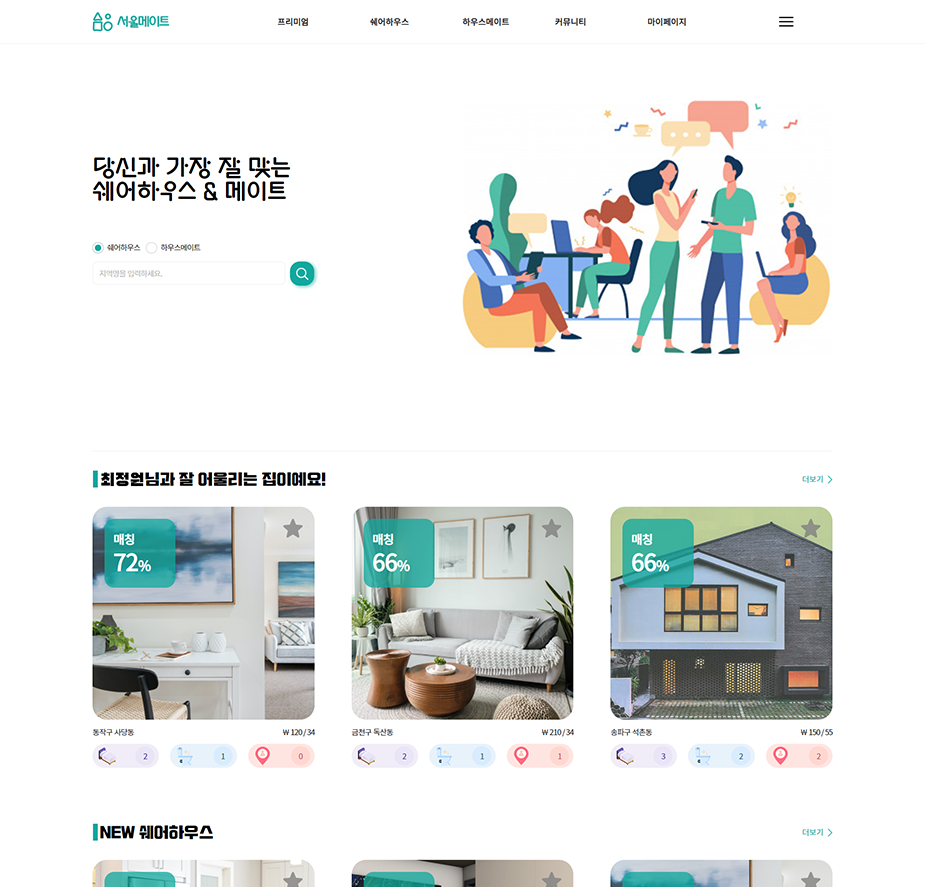 서울메이트
프리미엄 쉐어하우스 하우스메이트 커뮤니티 마이페이지
당신과 가장 잘 맞는
쉐어하우스 & 메이트
쉐어하우스 하우스메이트
지역명을 입력하세요.
최정원님과 잘 어울리는 집이에요!
더보기
매칭
72%
매칭
66%
매칭
66%
동작구 사당동 ₩ 120 / 34
금천구 독산동 ₩ 210 / 34
송파구 석촌동 ₩ 150 / 55
2 1 0
2 1 1
3 2 2
NEW 쉐어하우스
더보기